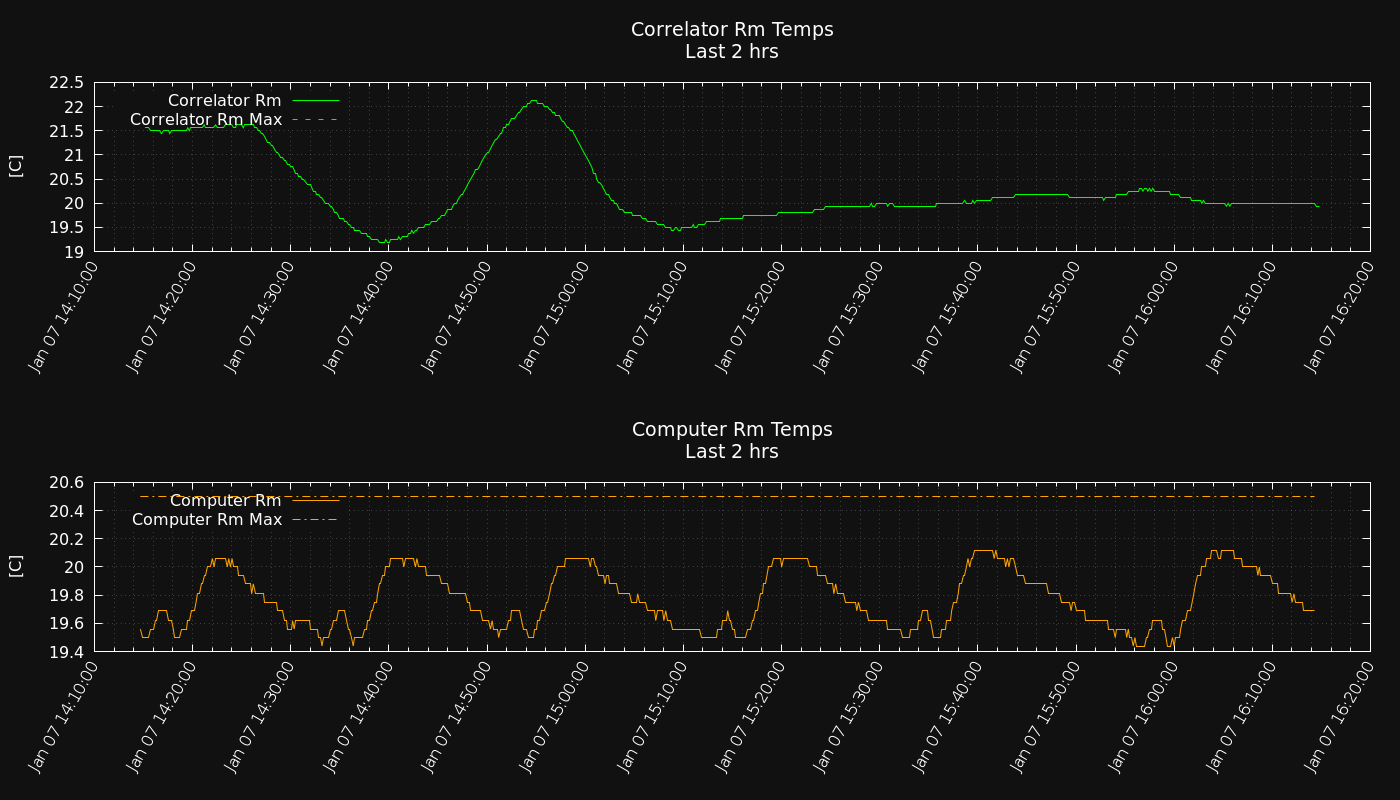 Correlator Rm Temps
Last 2 hrs
22.5
22
21.5
21
20.5
20
19.5
19
[C]
Correlator Rm
Correlator Rm Max
Jan 07 14:10:00
Jan 07 14:20:00
Jan 07 14:30:00
Jan 07 14:40:00
Jan 07 14:50:00
Jan 07 15:00:00
Jan 07 15:10:00
Jan 07 15:20:00
Jan 07 15:30:00
Jan 07 15:40:00
Jan 07 15:50:00
Jan 07 16:00:00
Jan 07 16:10:00
Jan 07 16:20:00
Computer Rm Temps
Last 2 hrs
20.6
20.4
20.2
20
19.8
19.6
19.4
[C]
Computer Rm
Computer Rm Max
Jan 07 14:10:00
Jan 07 14:20:00
Jan 07 14:30:00
Jan 07 14:40:00
Jan 07 14:50:00
Jan 07 15:00:00
Jan 07 15:10:00
Jan 07 15:20:00
Jan 07 15:30:00
Jan 07 15:40:00
Jan 07 15:50:00
Jan 07 16:00:00
Jan 07 16:10:00
Jan 07 16:20:00